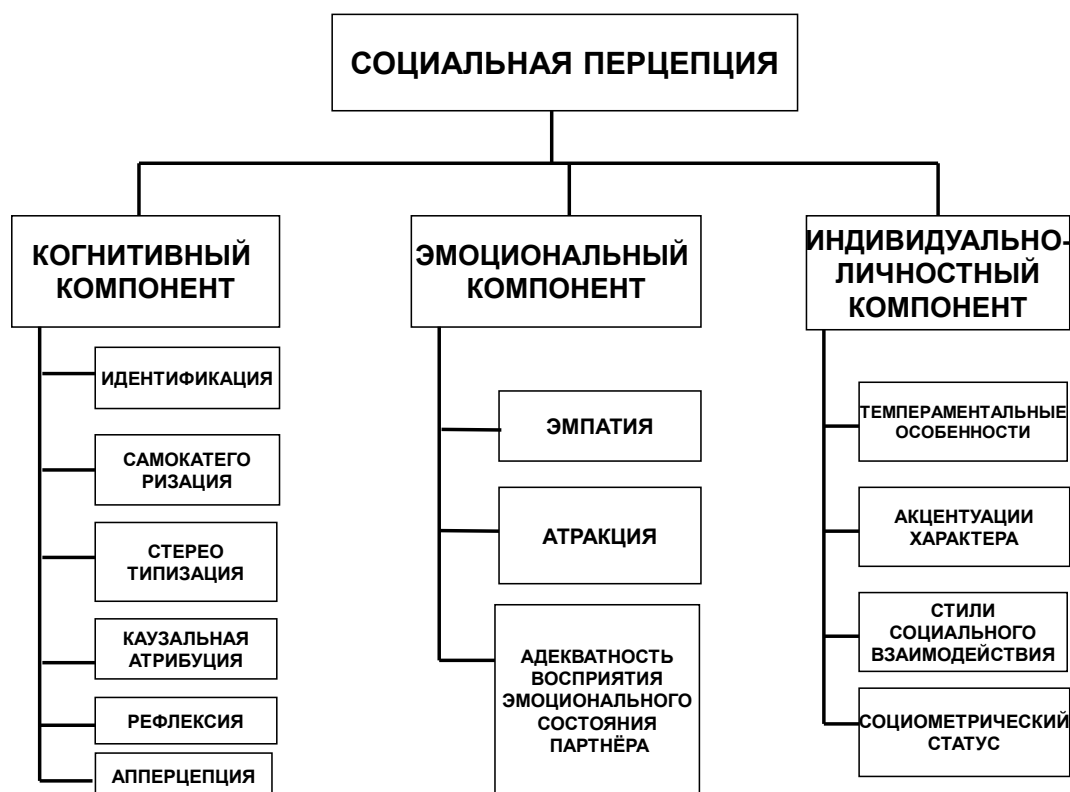 СОЦИАЛЬНАЯ ПЕРЦЕПЦИЯ
КОГНИТИВНЫЙ
КОМПОНЕНТ
ИДЕНТИФИКАЦИЯ
САМОКАТЕГО
РИЗАЦИЯ
СТЕРЕО
ТИПИЗАЦИЯ
КАУЗАЛЬНАЯ
АТРИБУЦИЯ
РЕФЛЕКСИЯ
АППЕРЦЕПЦИЯ
ЭМОЦИОНАЛЬНЫЙ
КОМПОНЕНТ
ЭМПАТИЯ
АТРАКЦИЯ
АДЕКВАТНОСТЬ
ВОСПРИЯТИЯ
ЭМОЦИОНАЛЬНОГО
СОСТОЯНИЯ
ПАРТНЁРА
ИНДИВИДУАЛЬНО-
ЛИЧНОСТНЫЙ
КОМПОНЕНТ
ТЕМПЕРАМЕНТАЛЬНЫЕ
ОСОБЕННОСТИ
АКЦЕНТУАЦИИ
ХАРАКТЕРА
СТИЛИ
СОЦИАЛЬНОГО
ВЗАИМОДЕЙСТВИЯ
СОЦИОМЕТРИЧЕСКИЙ
СТАТУС